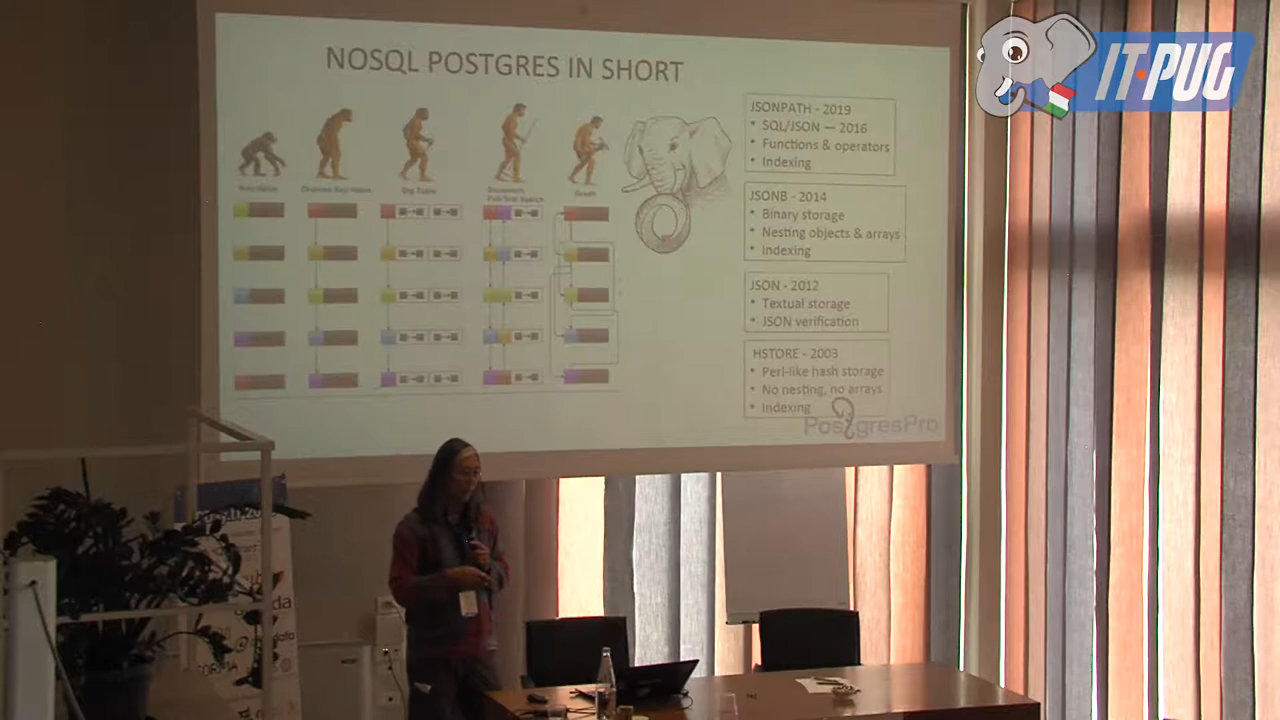 NOSQL POSTGRES IN SHORT
IT-PUG
Key-Value
Ordered Key-Value
Big Table
Document,
Full-Text Search
Graph
JSONPATH - 2019
• SQL/JSON — 2016
• Functions & operators
• Indexing
JSONB - 2014
• Binary storage
• Nesting objects & arrays
• Indexing
JSON - 2012
• Textual storage
• JSON verification
HSTORE - 2003
• Perl-like hash storage
• No nesting, no arrays
• Indexing
PostgresPro